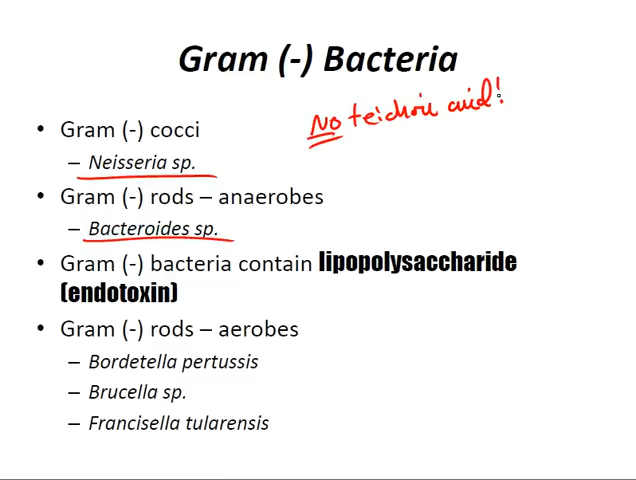 Gram (-) Bacteria
No teichoic acid!
• Gram (-) cocci
– Neisseria sp.
• Gram (-) rods – anaerobes
– Bacteroides sp.
• Gram (-) bacteria contain lipopolysaccharide
(endotoxin)
• Gram (-) rods – aerobes
– Bordetella pertussis
– Brucella sp.
– Francisella tularensis